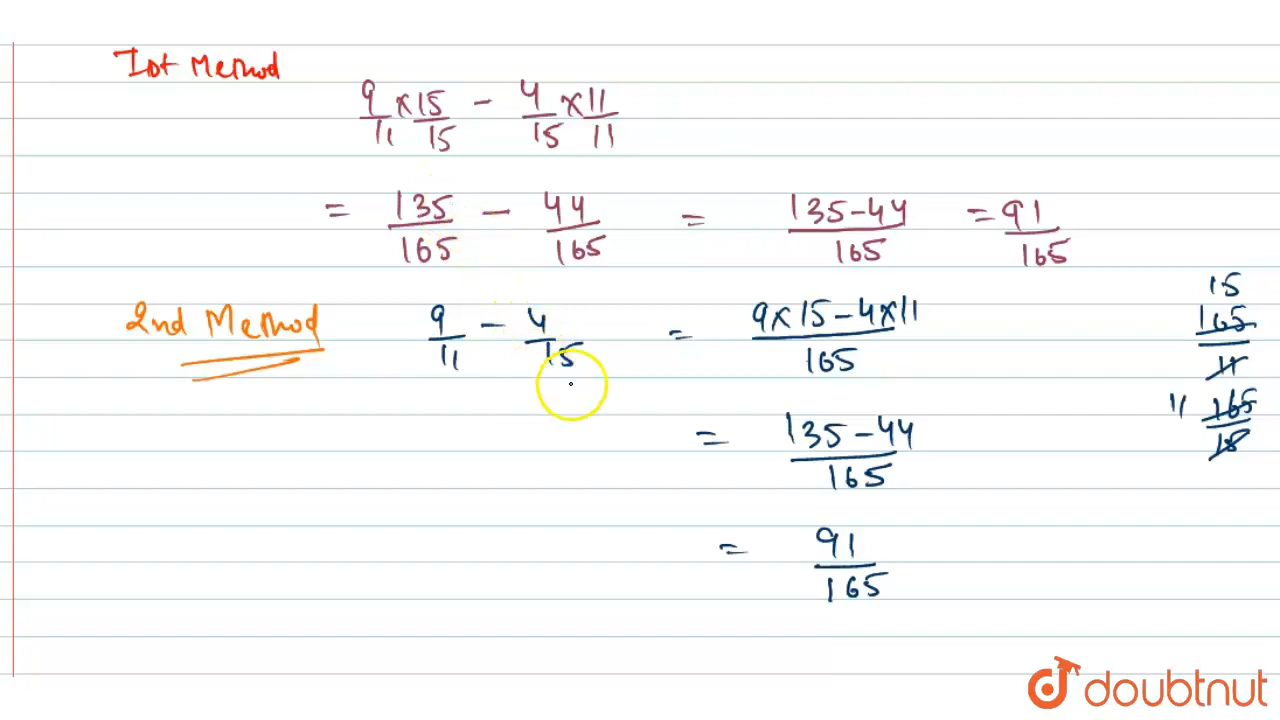 Ist Method
9/11 × 15/15 - 4/15 × 11/11
= 135/165 - 44/165 = 135-44/165 = 91/165
2nd Method 9/11 - 4/15 = 9×15-4×11/165
= 135-44/165
= 91/165
15
165/11
11 165/15
doubtnut